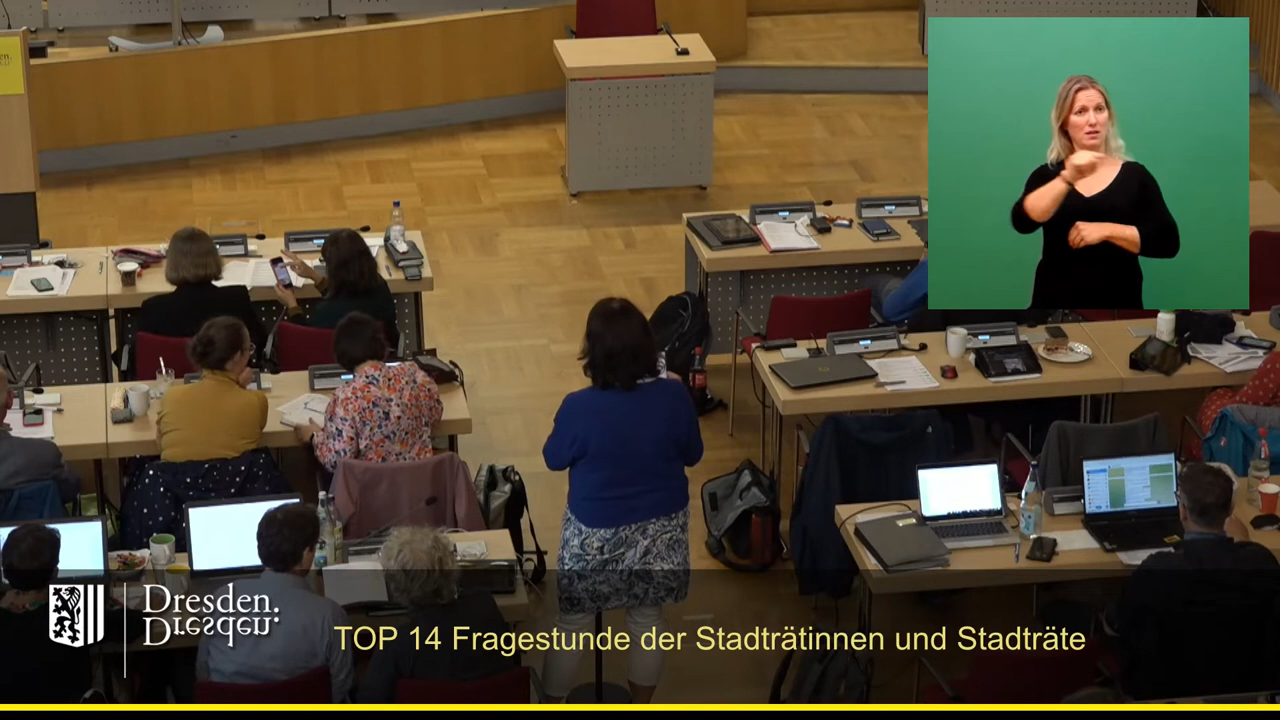 Dresden.
Dresden.
TOP 14 Fragestunde der Stadträtinnen und Stadträte